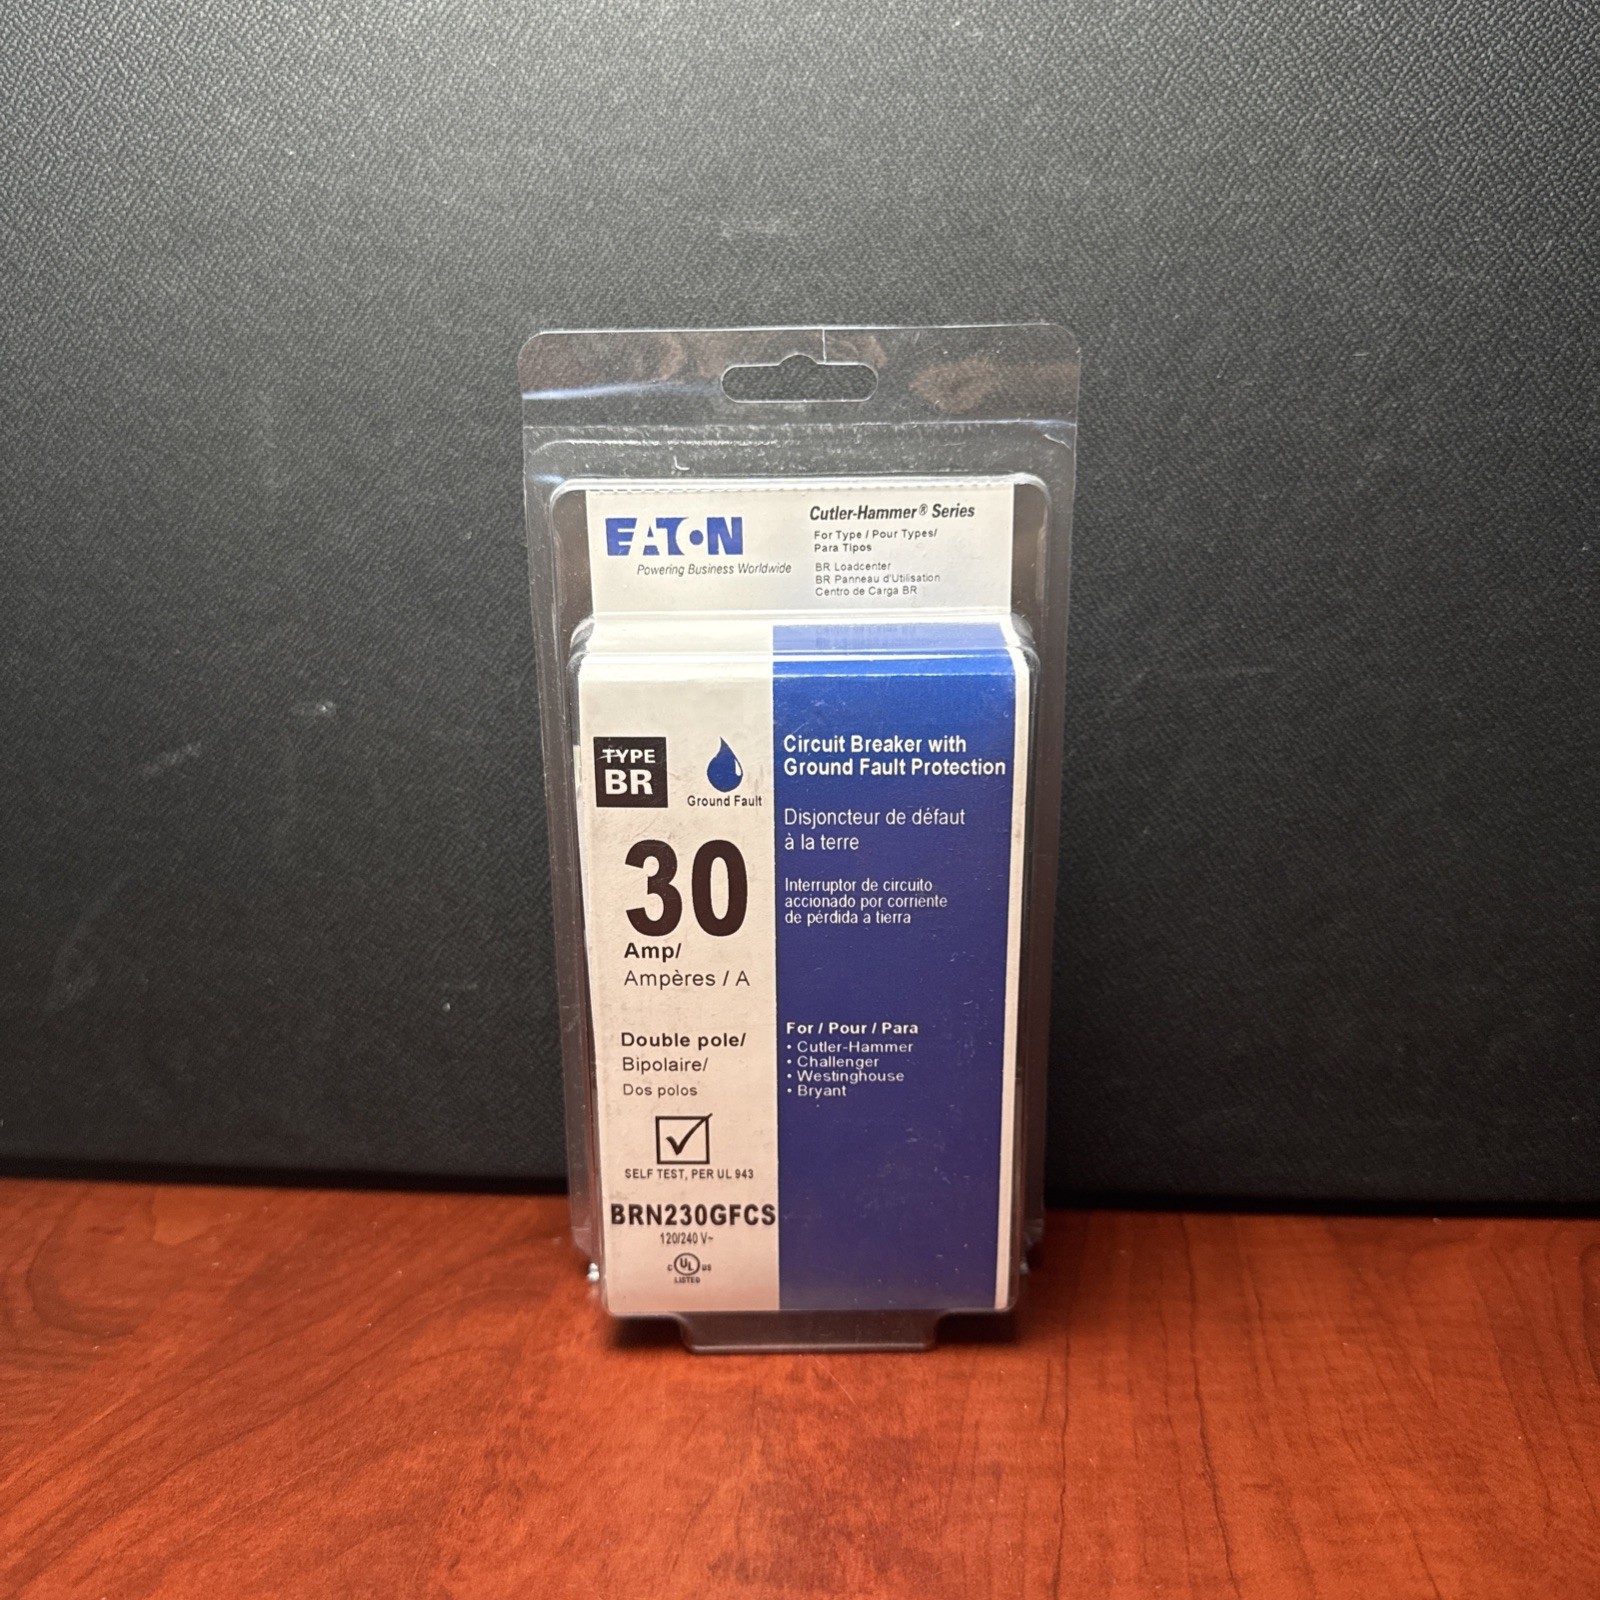 EATON
Powering Business Worldwide
Cutler-Hammer® Series
For Type / Pour Types/
Para Tipos
BR Loadcenter
BR Panneau d'Utilisation
Centro de Carga BR
TYPE
BR
Ground Fault
30
Amp/
Ampères / A
Double pole/
Bipolaire/
Dos polos
SELF TEST, PER UL 943
BRN230GFCS
120/240 V~
C UL US
LISTED
Circuit Breaker with
Ground Fault Protection
Disjoncteur de défaut
à la terre
Interruptor de circuito
accionado por corriente
de pérdida a tierra
For / Pour / Para
• Cutler-Hammer
• Challenger
• Westinghouse
• Bryant